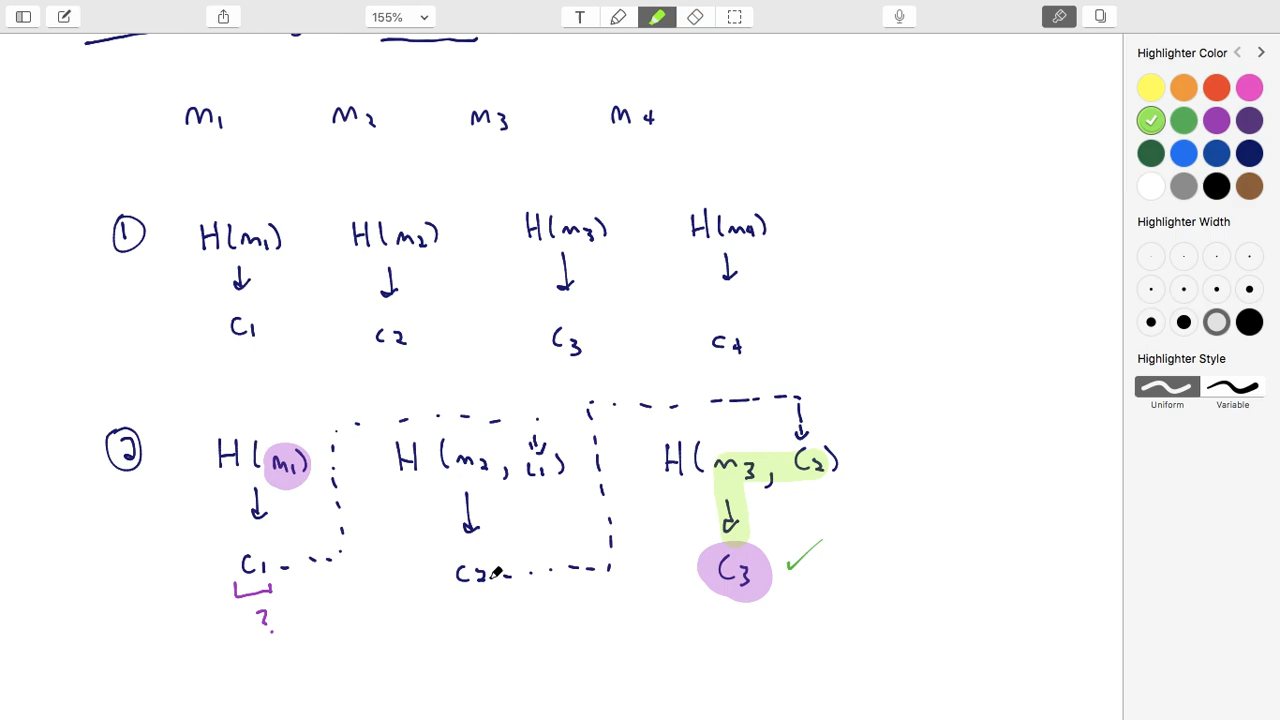 155%
T
Highlighter Color
m1 m2 m3 m4
① H(m1) H(m2) H(m3) H(m4)
Highlighter Width
c1 c2 c3 c4
Highlighter Style
Uniform Variable
② H(m1) H(m2, c1) H(m3, c2)
c1 c2 c3
?